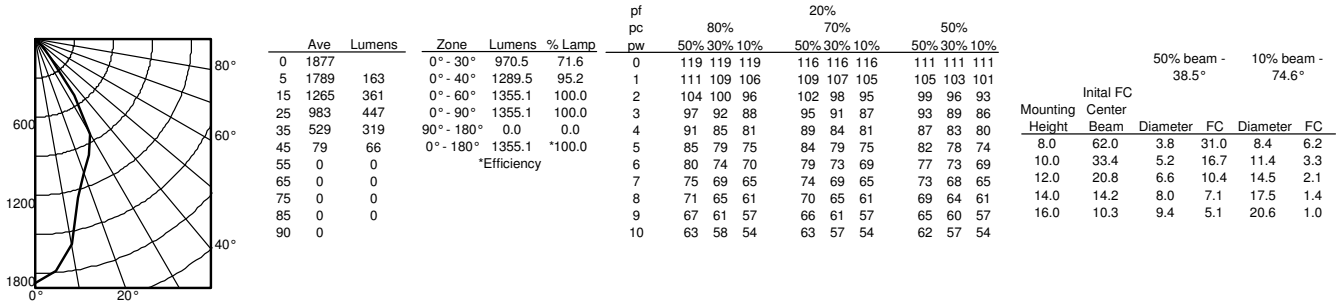 600
1200
1800
0°
20°
40°
60°
80°
Ave Lumens
0 1877
5 1789 163
15 1265 361
25 983 447
35 529 319
45 79 66
55 0 0
65 0 0
75 0 0
85 0 0
90 0
Zone Lumens % Lamp
0° - 30° 970.5 71.6
0° - 40° 1289.5 95.2
0° - 60° 1355.1 100.0
0° - 90° 1355.1 100.0
90° - 180° 0.0 0.0
0° - 180° 1355.1 *100.0
*Efficiency
pf 20%
pc 80% 70% 50%
pw 50% 30% 10% 50% 30% 10% 50% 30% 10%
0 119 119 119 116 116 116 111 111 111
1 111 109 106 109 107 105 105 103 101
2 104 100 96 102 98 95 99 96 93
3 97 92 88 95 91 87 93 89 86
4 91 85 81 89 84 81 87 83 80
5 85 79 75 84 79 75 82 78 74
6 80 74 70 79 73 69 77 73 69
7 75 69 65 74 69 65 73 68 65
8 71 65 61 70 65 61 69 64 61
9 67 61 57 66 61 57 65 60 57
10 63 58 54 63 57 54 62 57 54
50% beam - 10% beam -
38.5° 74.6°
Inital FC
Mounting Center
Height Beam Diameter FC Diameter FC
8.0 62.0 3.8 31.0 8.4 6.2
10.0 33.4 5.2 16.7 11.4 3.3
12.0 20.8 6.6 10.4 14.5 2.1
14.0 14.2 8.0 7.1 17.5 1.4
16.0 10.3 9.4 5.1 20.6 1.0